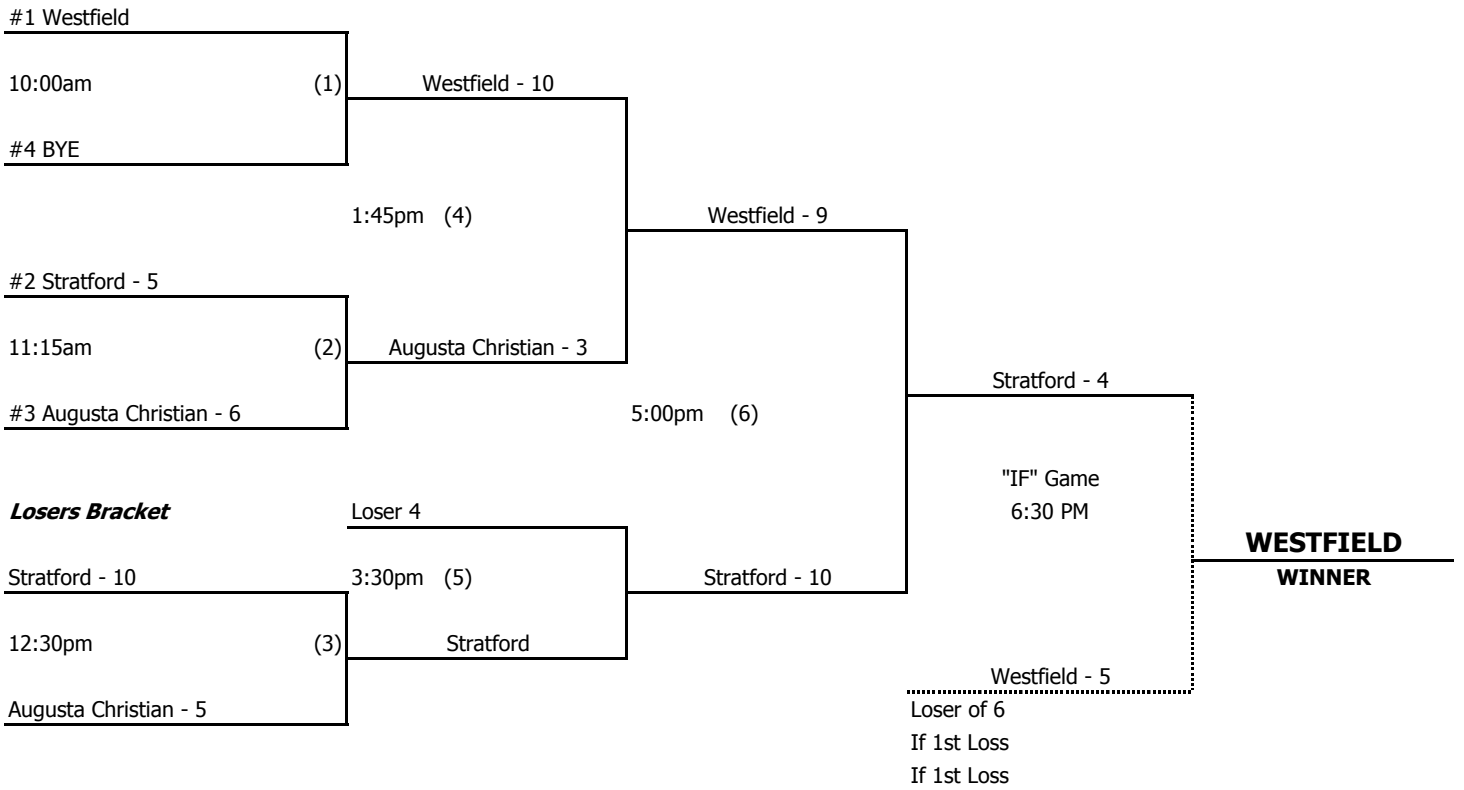 #1 Westfield
10:00am (1) Westfield - 10
#4 BYE
1:45pm (4) Westfield - 9
#2 Stratford - 5
11:15am (2) Augusta Christian - 3
Stratford - 4
#3 Augusta Christian - 6 5:00pm (6)
"IF" Game
Losers Bracket Loser 4 6:30 PM
WESTFIELD
Stratford - 10 3:30pm (5) Stratford - 10 WINNER
12:30pm (3) Stratford
Westfield - 5
Augusta Christian - 5 Loser of 6
If 1st Loss
If 1st Loss